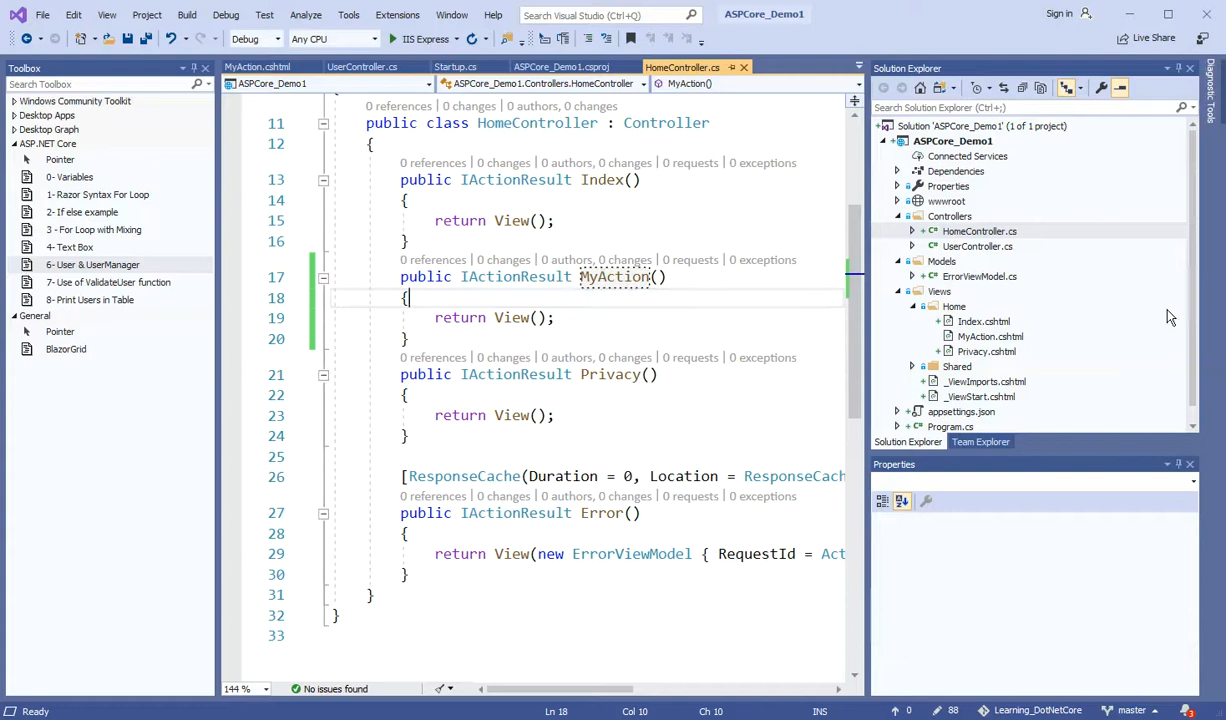 File Edit View Project Build Debug Test Analyze Tools Extensions Window Help Search Visual Studio (Ctrl+Q) ASPCore_Demo1 Sign in
Debug Any CPU IIS Express Live Share
Toolbox
Search Toolbox
Windows Community Toolkit
Desktop Apps
Desktop Graph
ASP.NET Core
Pointer
0- Variables
1- Razor Syntax For Loop
2- If else example
3 - For Loop with Mixing
4- Text Box
6- User & UserManager
7- Use of ValidateUser function
8- Print Users in Table
General
Pointer
BlazorGrid
MyAction.cshtml UserController.cs Startup.cs ASPCore_Demo1.csproj HomeController.cs
ASPCore_Demo1 ASPCore_Demo1.Controllers.HomeController MyAction()
0 references | 0 changes | 0 authors, 0 changes
11 public class HomeController : Controller
12 {
0 references | 0 changes | 0 authors, 0 changes | 0 requests | 0 exceptions
13 public IActionResult Index()
14 {
15 return View();
16 }
0 references | 0 changes | 0 authors, 0 changes | 0 requests | 0 exceptions
17 public IActionResult MyAction()
18 {
19 return View();
20 }
0 references | 0 changes | 0 authors, 0 changes | 0 requests | 0 exceptions
21 public IActionResult Privacy()
22 {
23 return View();
24 }
25
26 [ResponseCache(Duration = 0, Location = ResponseCach
0 references | 0 changes | 0 authors, 0 changes | 0 requests | 0 exceptions
27 public IActionResult Error()
28 {
29 return View(new ErrorViewModel { RequestId = Act
30 }
31 }
32 }
33
144 % No issues found
Solution Explorer
Search Solution Explorer (Ctrl+;)
Solution 'ASPCore_Demo1' (1 of 1 project)
ASPCore_Demo1
Connected Services
Dependencies
Properties
wwwroot
Controllers
HomeController.cs
UserController.cs
Models
ErrorViewModel.cs
Views
Home
Index.cshtml
MyAction.cshtml
Privacy.cshtml
Shared
_ViewImports.cshtml
_ViewStart.cshtml
appsettings.json
Program.cs
Solution Explorer Team Explorer
Properties
Diagnostic Tools
Ready Ln 18 Col 10 Ch 10 INS 0 88 Learning_DotNetCore master 3